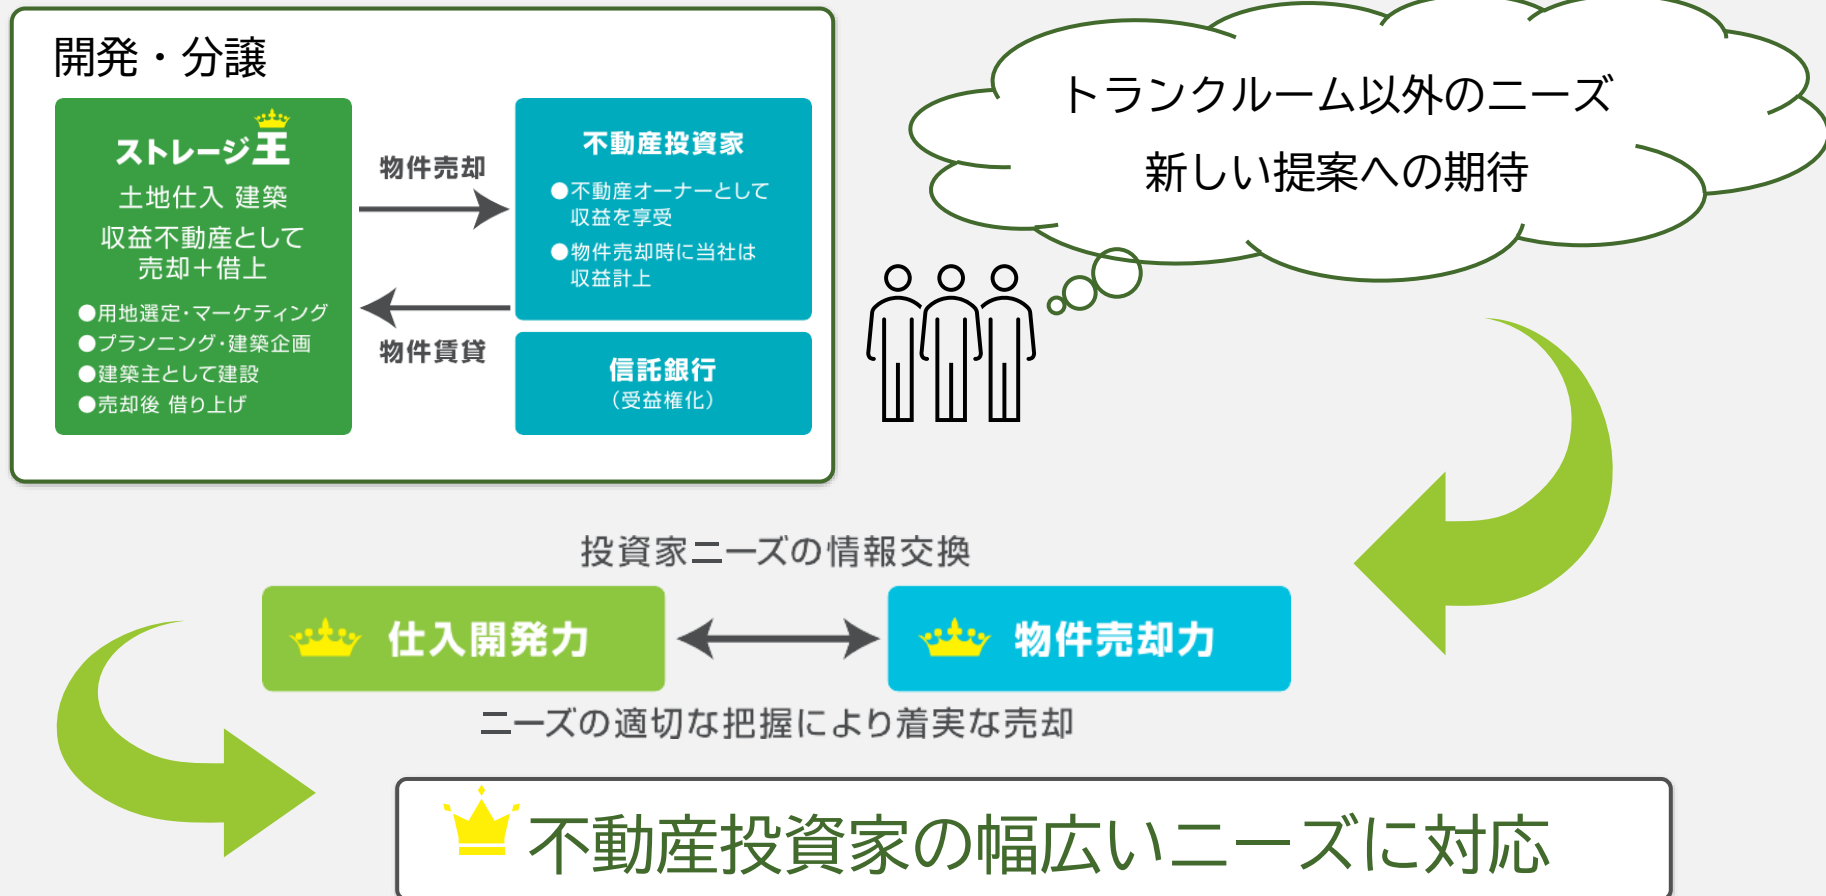 開発・分譲
ストレージ王
土地仕入 建築
収益不動産として
売却＋借上
●用地選定・マーケティング
●プランニング・建築企画
●建築主として建設
●売却後 借り上げ
物件売却
物件賃貸
不動産投資家
●不動産オーナーとして
収益を享受
●物件売却時に当社は
収益計上
信託銀行
（受益権化）
トランクルーム以外のニーズ
新しい提案への期待
投資家ニーズの情報交換
仕入開発力
物件売却力
ニーズの適切な把握により着実な売却
不動産投資家の幅広いニーズに対応